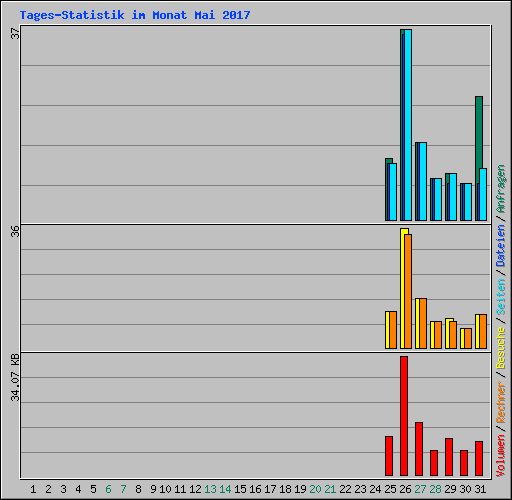 Tages-Statistik im Monat Mai 2017
37
36
34.07 KB
Volumen / Rechner / Besuche / Seiten / Dateien / Anfragen
1 2 3 4 5 6 7 8 9 10 11 12 13 14 15 16 17 18 19 20 21 22 23 24 25 26 27 28 29 30 31